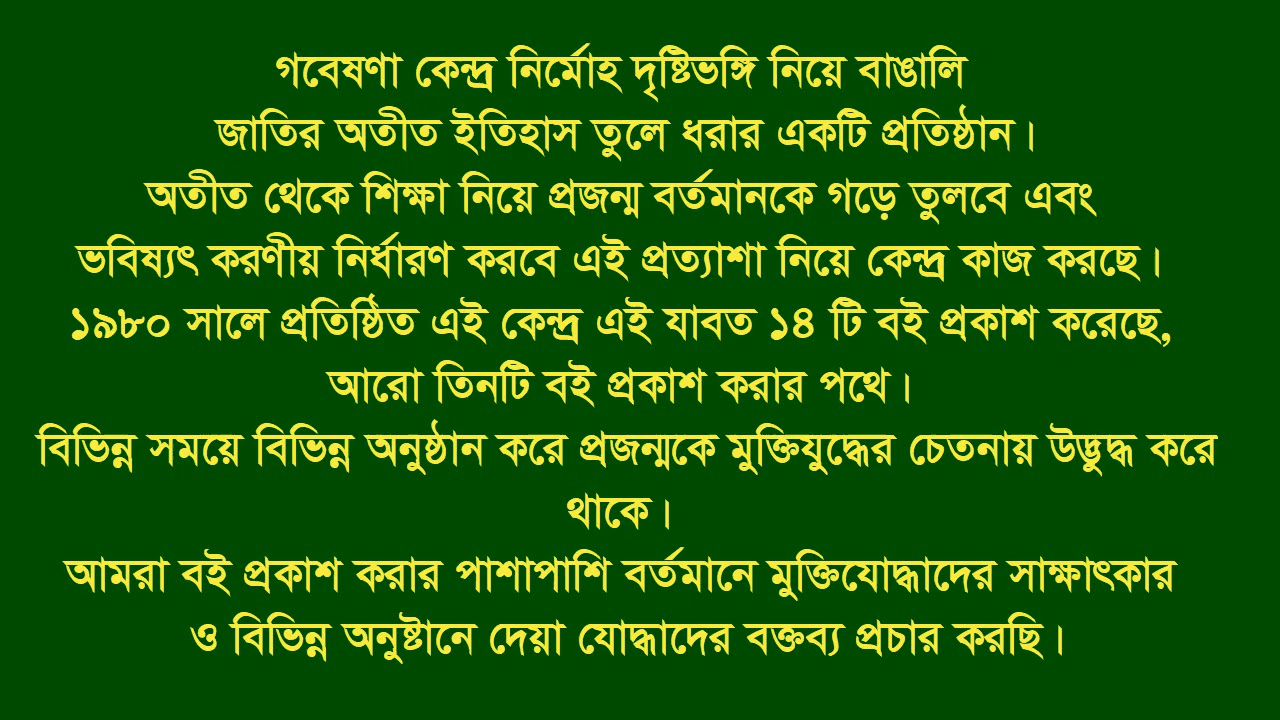 গবেষণা কেন্দ্র নির্মোহ দৃষ্টিভঙ্গি নিয়ে বাঙালি
জাতির অতীত ইতিহাস তুলে ধরার একটি প্রতিষ্ঠান।
অতীত থেকে শিক্ষা নিয়ে প্রজন্ম বর্তমানকে গড়ে তুলবে এবং
ভবিষ্যৎ করণীয় নির্ধারণ করবে এই প্রত্যাশা নিয়ে কেন্দ্র কাজ করছে।
১৯৮০ সালে প্রতিষ্ঠিত এই কেন্দ্র এই যাবত ১৪ টি বই প্রকাশ করেছে,
আরো তিনটি বই প্রকাশ করার পথে।
বিভিন্ন সময়ে বিভিন্ন অনুষ্ঠান করে প্রজন্মকে মুক্তিযুদ্ধের চেতনায় উদ্ভুদ্ধ করে
থাকে।
আমরা বই প্রকাশ করার পাশাপাশি বর্তমানে মুক্তিযোদ্ধাদের সাক্ষাৎকার
ও বিভিন্ন অনুষ্টানে দেয়া যোদ্ধাদের বক্তব্য প্রচার করছি।